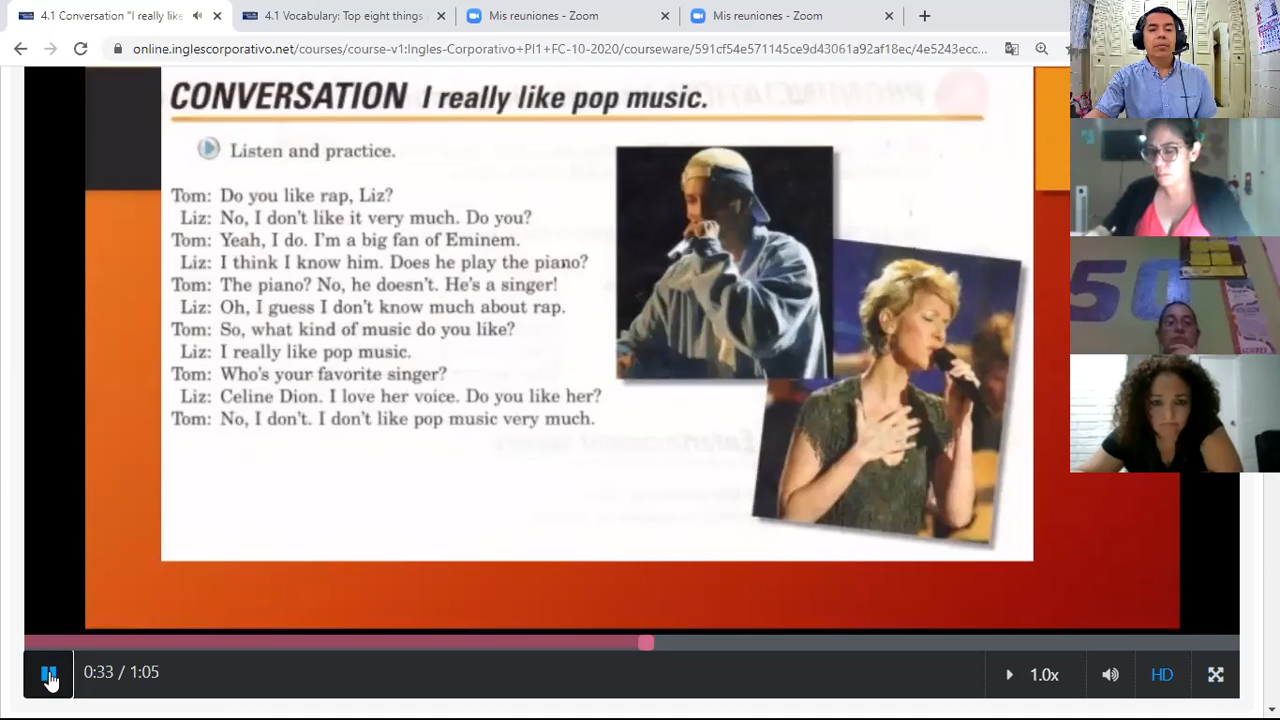 4.1 Conversation "I really like
4.1 Vocabulary: Top eight things
Mis reuniones - Zoom
Mis reuniones - Zoom
online.inglescorporativo.net/courses/course-v1:Ingles-Corporativo+PI1+FC-10-2020/courseware/591cf54e571145ce9d43061a92af18ec/4e5243ecc...
CONVERSATION I really like pop music.
Listen and practice.
Tom: Do you like rap, Liz?
Liz: No, I don't like it very much. Do you?
Tom: Yeah, I do. I'm a big fan of Eminem.
Liz: I think I know him. Does he play the piano?
Tom: The piano? No, he doesn't. He's a singer!
Liz: Oh, I guess I don't know much about rap.
Tom: So, what kind of music do you like?
Liz: I really like pop music.
Tom: Who's your favorite singer?
Liz: Celine Dion. I love her voice. Do you like her?
Tom: No, I don't. I don't like pop music very much.
0:33 / 1:05
1.0x
HD